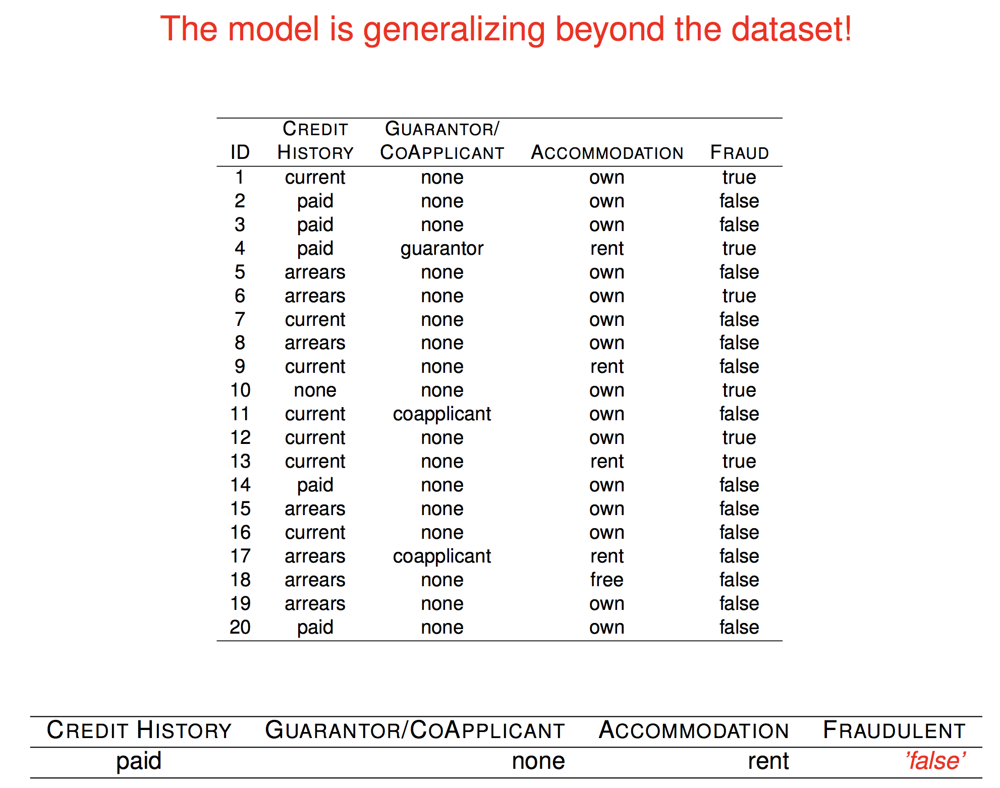 The model is generalizing beyond the dataset!
CREDIT GUARANTOR/
ID HISTORY COAPPLICANT ACCOMMODATION FRAUD
1 current none own true
2 paid none own false
3 paid none own false
4 paid guarantor rent true
5 arrears none own false
6 arrears none own true
7 current none own false
8 arrears none own false
9 current none rent false
10 none none own true
11 current coapplicant own false
12 current none own true
13 current none rent true
14 paid none own false
15 arrears none own false
16 current none own false
17 arrears coapplicant rent false
18 arrears none free false
19 arrears none own false
20 paid none own false
CREDIT HISTORY GUARANTOR/COAPPLICANT ACCOMMODATION FRAUDULENT
paid none rent ’false’